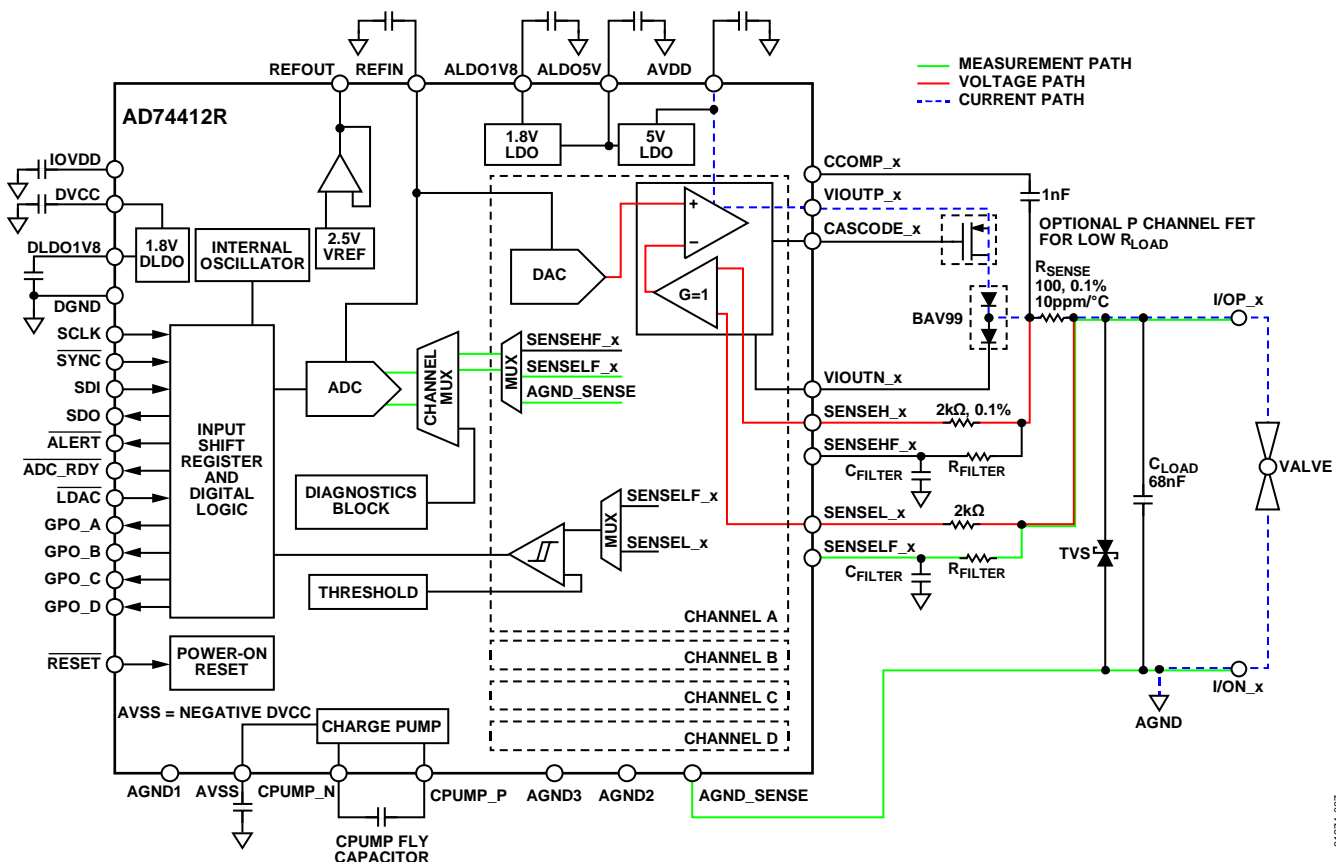 REFOUT
REFIN
ALDO1V8
ALDO5V
AVDD
MEASUREMENT PATH
VOLTAGE PATH
CURRENT PATH
AD74412R
1.8V
LDO
5V
LDO
IOVDD
DVCC
DLDO1V8
DGND
1.8V
DLDO
INTERNAL
OSCILLATOR
2.5V
VREF
SCLK
SYNC
SDI
SDO
ALERT
ADC_RDY
LDAC
GPO_A
GPO_B
GPO_C
GPO_D
RESET
INPUT
SHIFT
REGISTER
AND
DIGITAL
LOGIC
POWER-ON
RESET
ADC
CHANNEL
MUX
MUX
SENSEHF_x
SENSELF_x
AGND_SENSE
DAC
+
−
G=1
DIAGNOSTICS
BLOCK
THRESHOLD
MUX
SENSELF_x
SENSEL_x
CHANNEL A
CHANNEL B
CHANNEL C
CHANNEL D
CCOMP_x
VIOUTP_x
CASCODE_x
VIOUTN_x
SENSEH_x
SENSEHF_x
SENSEL_x
SENSELF_x
1nF
OPTIONAL P CHANNEL FET
FOR LOW RLOAD
RSENSE
100, 0.1%
10ppm/°C
BAV99
I/OP_x
2kΩ, 0.1%
CFILTER
RFILTER
2kΩ
CFILTER
RFILTER
TVS
CLOAD
68nF
VALVE
I/ON_x
AGND
AVSS = NEGATIVE DVCC
CHARGE PUMP
AGND1
AVSS
CPUMP_N
CPUMP_P
AGND3
AGND2
AGND_SENSE
CPUMP FLY
CAPACITOR